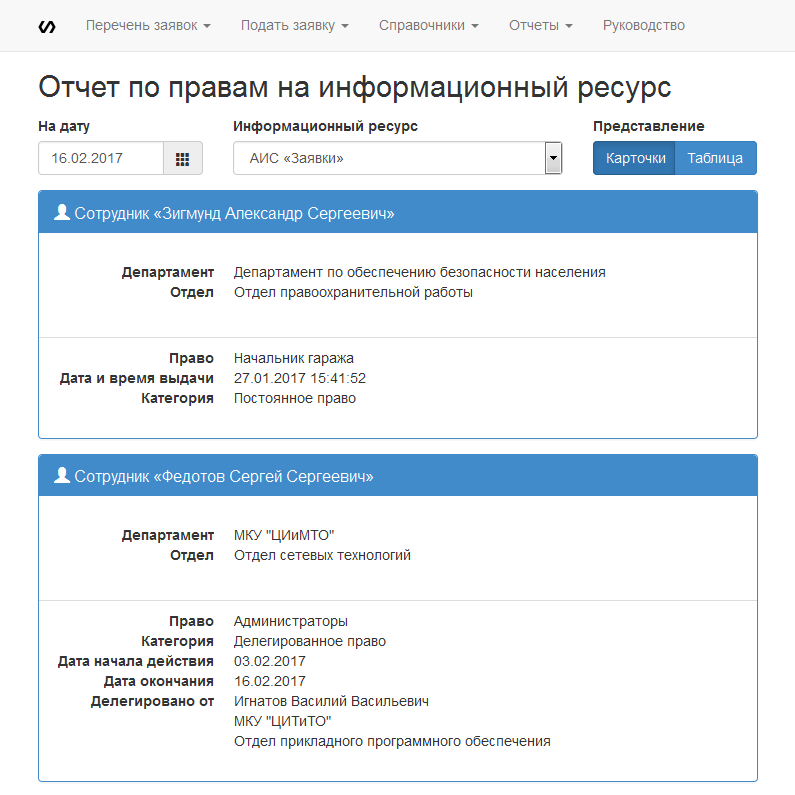 Перечень заявок Подать заявку Справочники Отчеты Руководство
Отчет по правам на информационный ресурс
На дату Информационный ресурс Представление
16.02.2017 АИС «Заявки» Карточки Таблица
Сотрудник «Зигмунд Александр Сергеевич»
Департамент Департамент по обеспечению безопасности населения
Отдел Отдел правоохранительной работы
Право Начальник гаража
Дата и время выдачи 27.01.2017 15:41:52
Категория Постоянное право
Сотрудник «Федотов Сергей Сергеевич»
Департамент МКУ "ЦИиМТО"
Отдел Отдел сетевых технологий
Право Администраторы
Категория Делегированное право
Дата начала действия 03.02.2017
Дата окончания 16.02.2017
Делегировано от Игнатов Василий Васильевич
МКУ "ЦИТиТО"
Отдел прикладного программного обеспечения